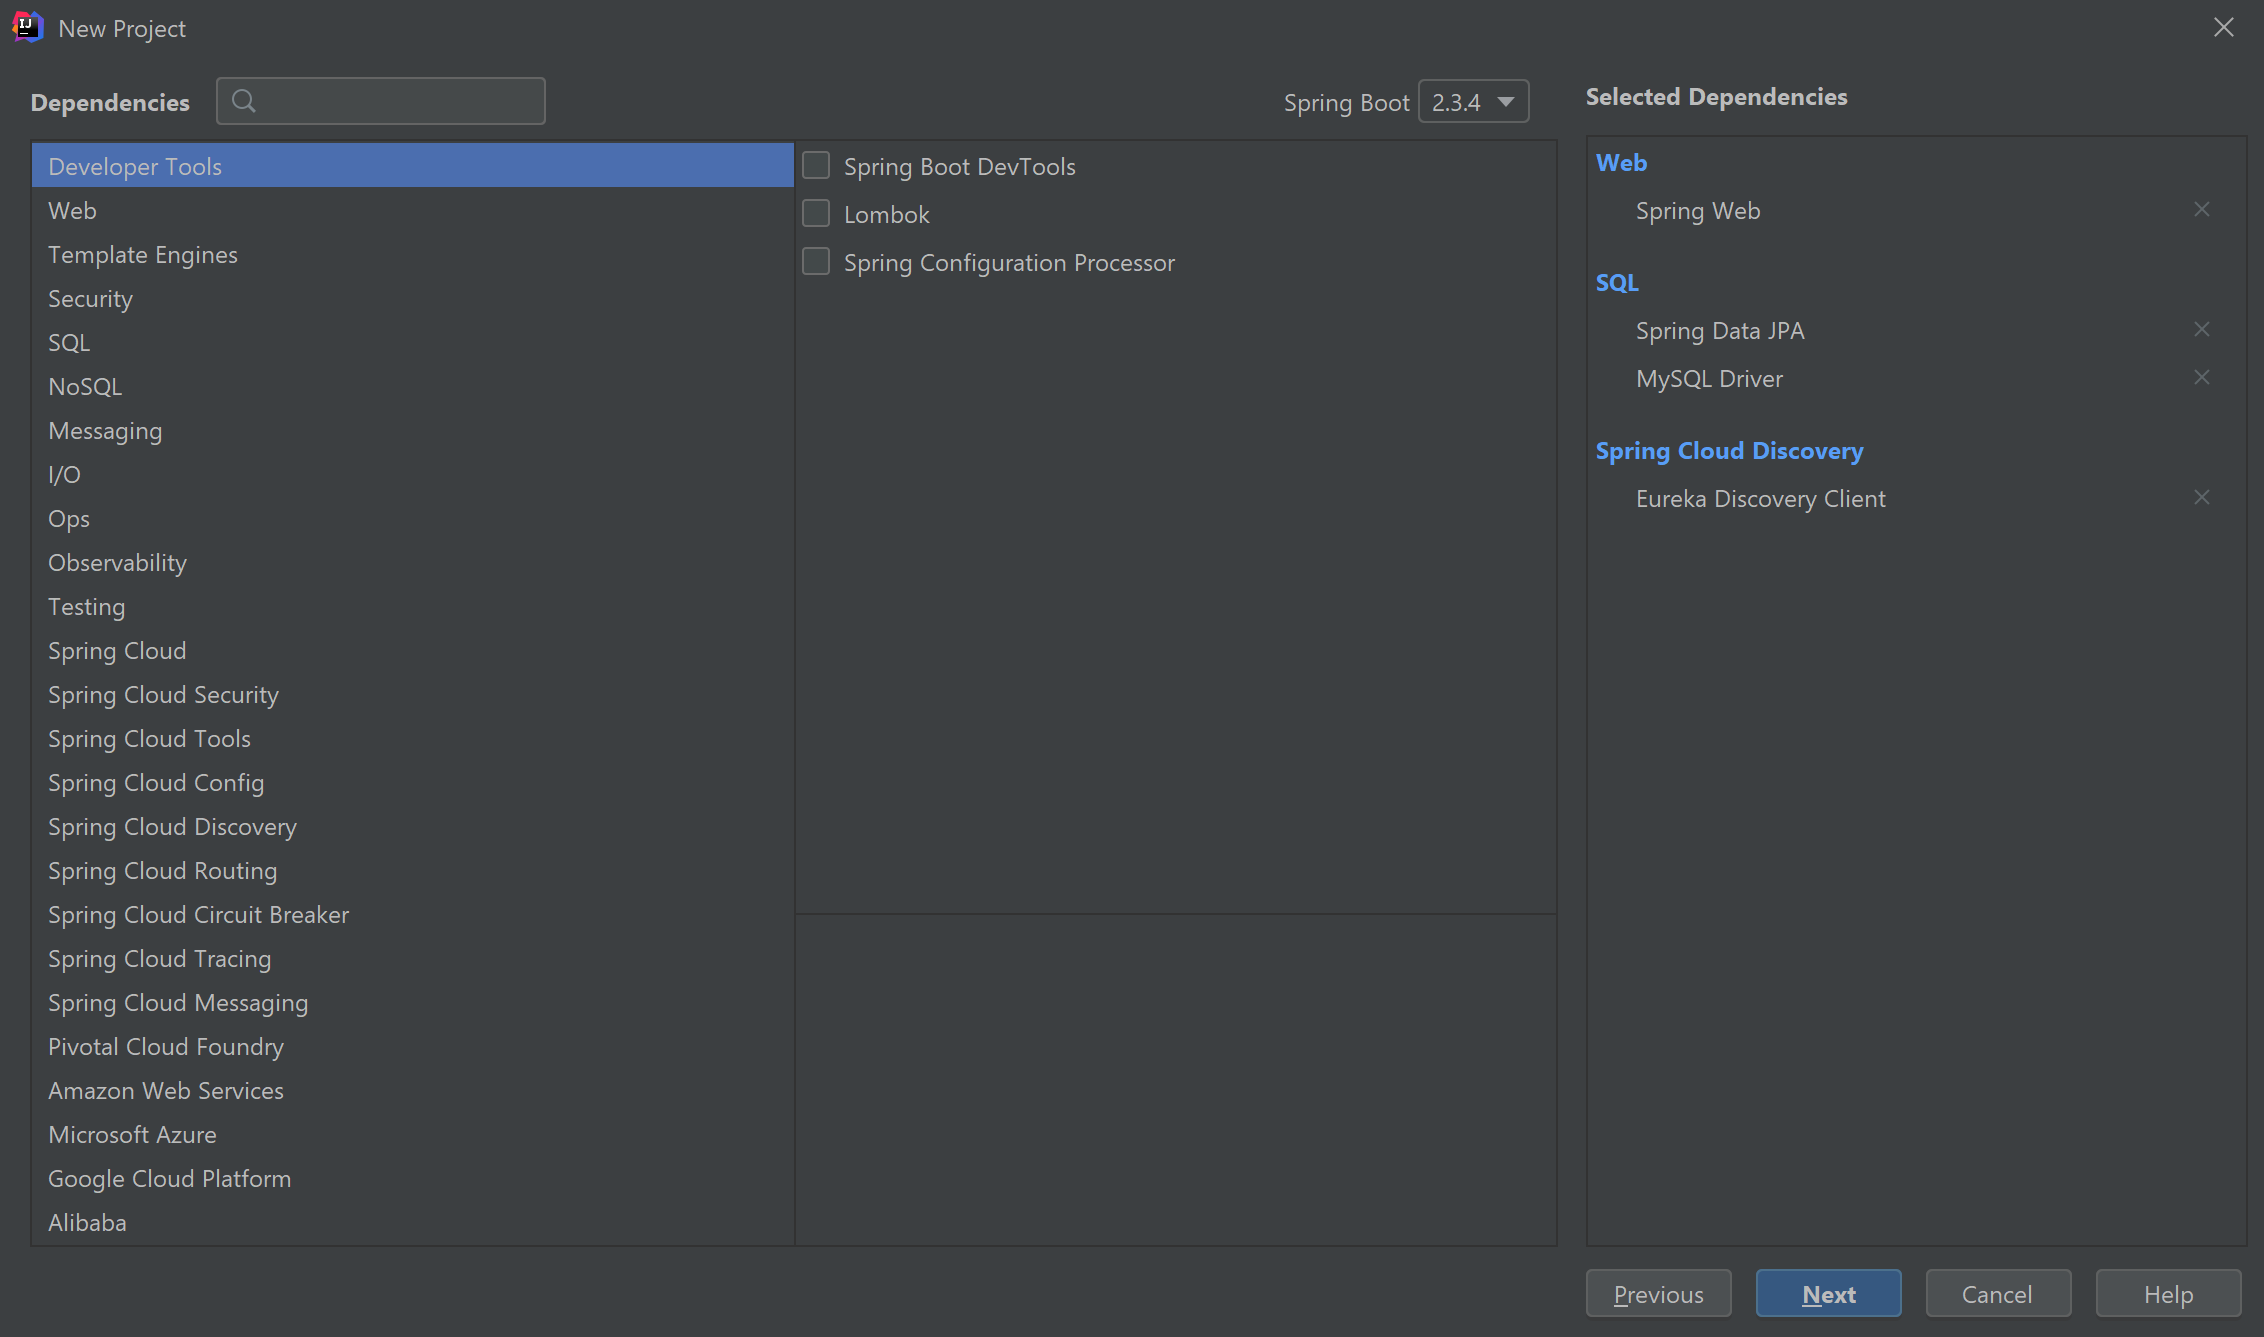 IJ
New Project
Dependencies
Spring Boot 2.3.4
Developer Tools
Web
Template Engines
Security
SQL
NoSQL
Messaging
I/O
Ops
Observability
Testing
Spring Cloud
Spring Cloud Security
Spring Cloud Tools
Spring Cloud Config
Spring Cloud Discovery
Spring Cloud Routing
Spring Cloud Circuit Breaker
Spring Cloud Tracing
Spring Cloud Messaging
Pivotal Cloud Foundry
Amazon Web Services
Microsoft Azure
Google Cloud Platform
Alibaba
Spring Boot DevTools
Lombok
Spring Configuration Processor
Selected Dependencies
Web
Spring Web
SQL
Spring Data JPA
MySQL Driver
Spring Cloud Discovery
Eureka Discovery Client
Previous
Next
Cancel
Help